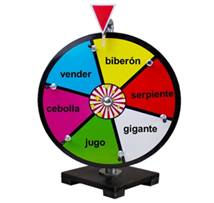 biberón
vender
serpiente
cebolla
gigante
jugo